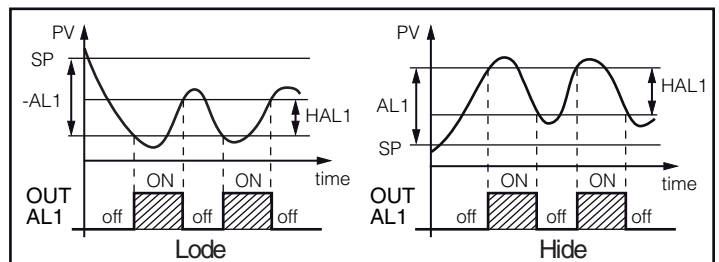 PV
SP
-AL1
HAL1
time
OUT
AL1
off
ON
off
ON
off
Lode
PV
AL1
SP
HAL1
time
OUT
AL1
off
ON
off
ON
off
Hide